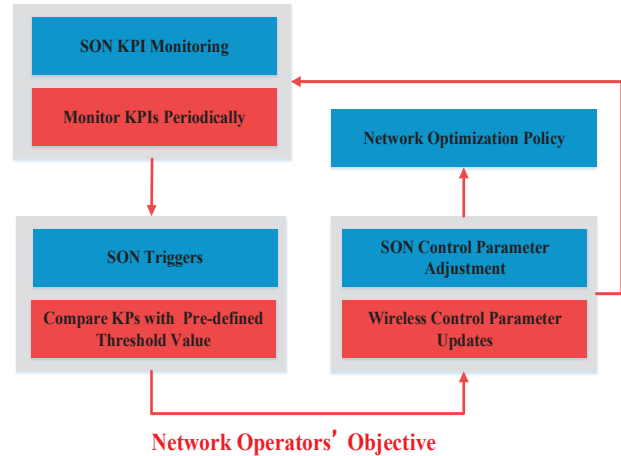 SON KPI Monitoring
Monitor KPIs Periodically
Network Optimization Policy
SON Triggers
Compare KPs with Pre-defined
Threshold Value
SON Control Parameter
Adjustment
Wireless Control Parameter
Updates
Network Operators' Objective